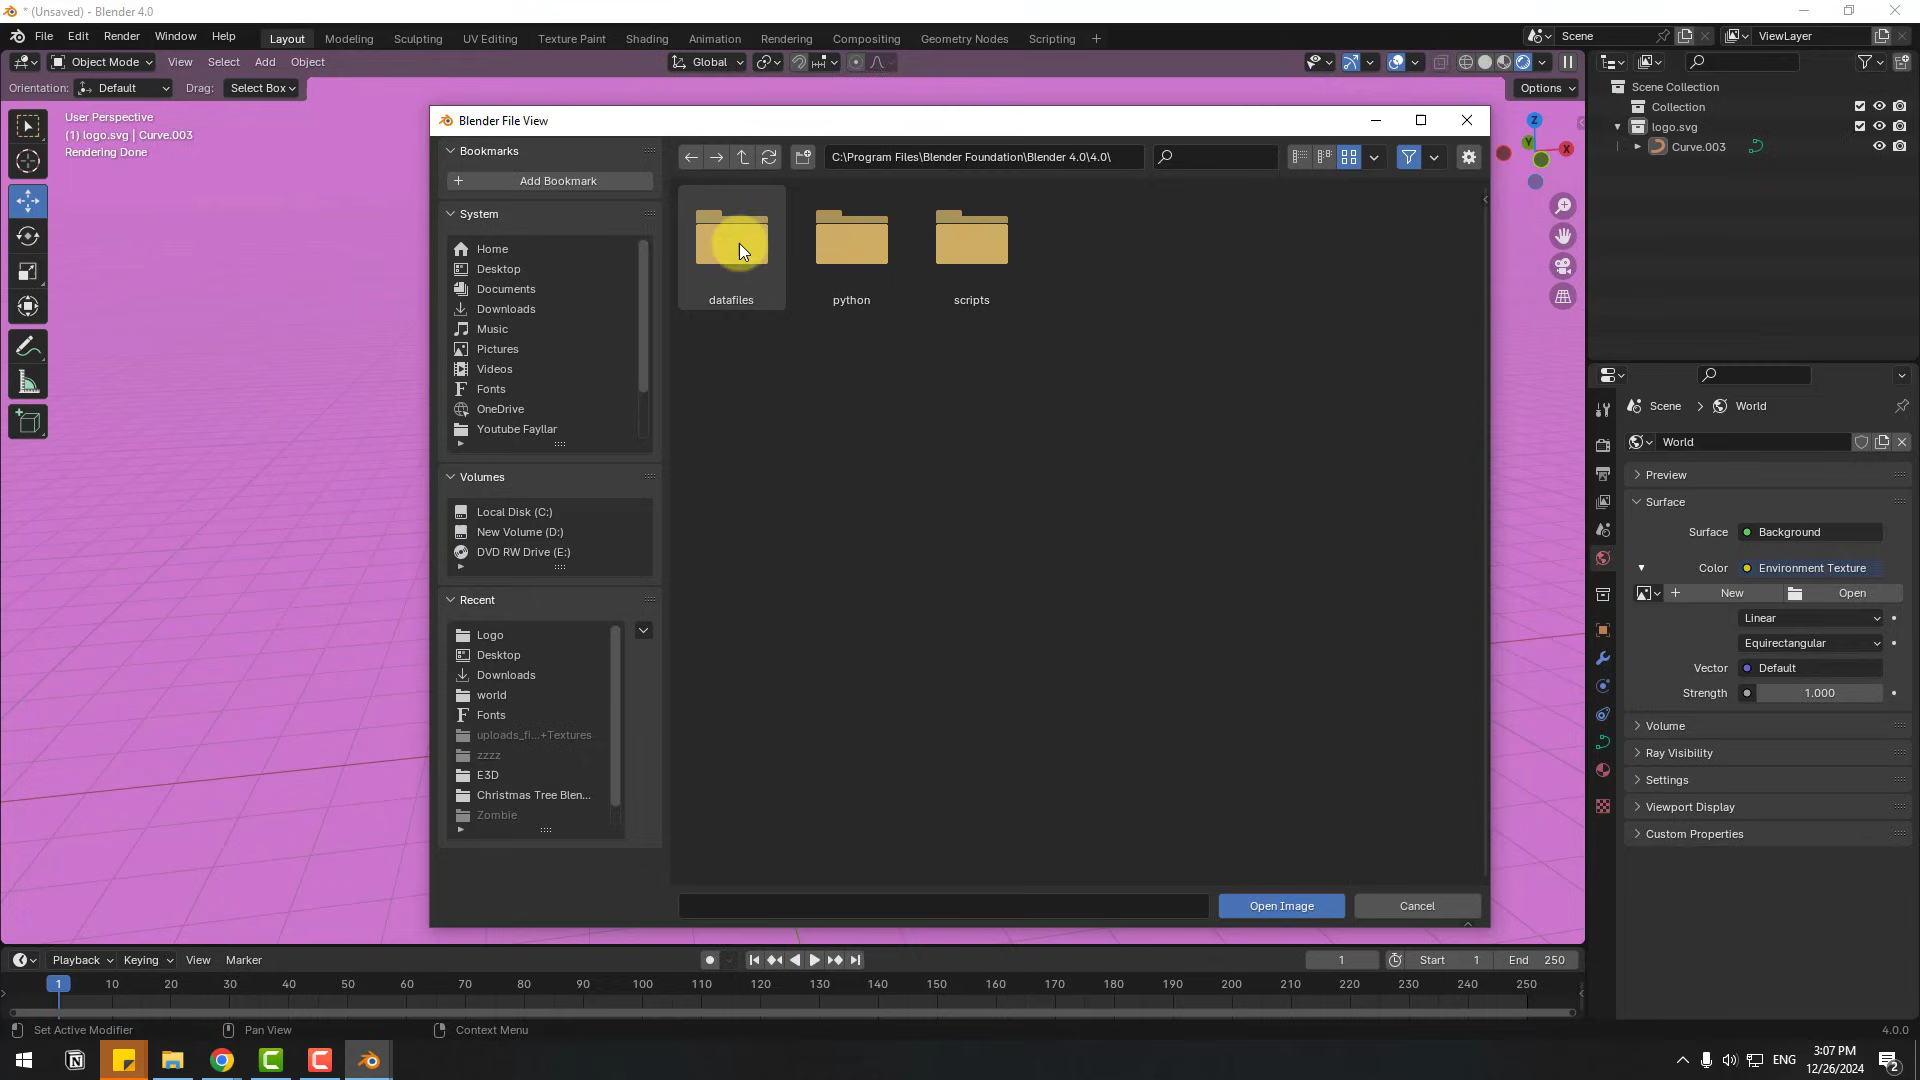 * (Unsaved) - Blender 4.0
File Edit Render Window Help
Layout Modeling Sculpting UV Editing Texture Paint Shading Animation Rendering Compositing Geometry Nodes Scripting +
Scene ViewLayer
Object Mode View Select Add Object Global
Orientation: Default Drag: Select Box Options
User Perspective
(1) logo.svg | Curve.003
Rendering Done
Z
Y
X
Scene Collection
Collection
logo.svg
Curve.003
Blender File View
Bookmarks
Add Bookmark
System
Home
Desktop
Documents
Downloads
Music
Pictures
Videos
Fonts
OneDrive
Youtube Fayllar
Volumes
Local Disk (C:)
New Volume (D:)
DVD RW Drive (E:)
Recent
Logo
Desktop
Downloads
world
Fonts
uploads_fi...+Textures
zzzz
E3D
Christmas Tree Blen...
Zombie
C:\Program Files\Blender Foundation\Blender 4.0\4.0\
datafiles python scripts
Open Image Cancel
Scene > World
World
Preview
Surface
Surface Background
Color Environment Texture
New Open
Linear
Equirectangular
Vector Default
Strength 1.000
Volume
Ray Visibility
Settings
Viewport Display
Custom Properties
Playback Keying View Marker 1 Start 1 End 250
1 10 20 30 40 50 60 70 80 90 100 110 120 130 140 150 160 170 180 190 200 210 220 230 240 250
Set Active Modifier Pan View Context Menu 4.0.0
ENG 3:07 PM
12/26/2024 2